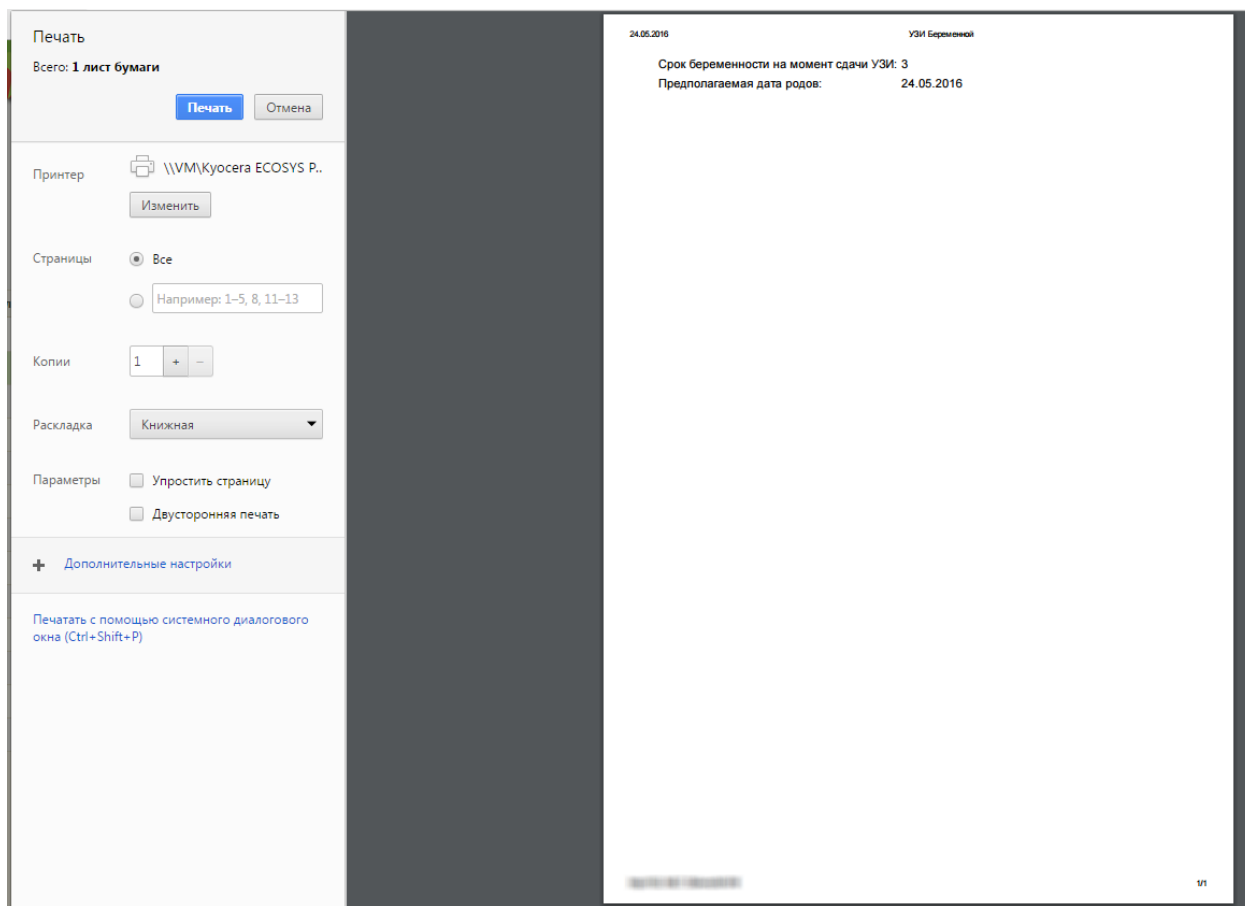 Печать
Всего: 1 лист бумаги
Печать Отмена
Принтер \\VM\Kyocera ECOSYS P..
Изменить
Страницы Все
Например: 1–5, 8, 11–13
Копии 1 + –
Раскладка Книжная
Параметры Упростить страницу
Двусторонняя печать
+ Дополнительные настройки
Печатать с помощью системного диалогового
окна (Ctrl+Shift+P)
24.05.2016 УЗИ Беременной
Срок беременности на момент сдачи УЗИ: 3
Предполагаемая дата родов: 24.05.2016
1/1